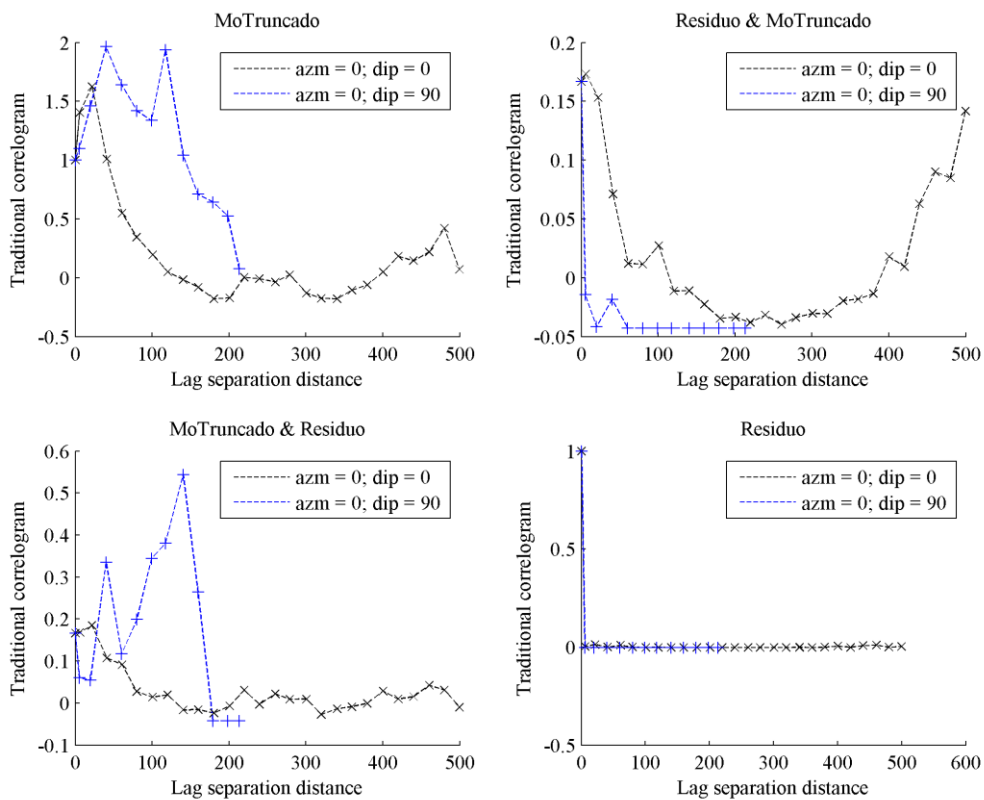 MoTruncado
2
1.5
1
0.5
0
-0.5
0 100 200 300 400 500
Traditional correlogram
Lag separation distance
azm = 0; dip = 0
azm = 0; dip = 90
Residuo & MoTruncado
0.2
0.15
0.1
0.05
0
-0.05
0 100 200 300 400 500
Traditional correlogram
Lag separation distance
azm = 0; dip = 0
azm = 0; dip = 90
MoTruncado & Residuo
0.6
0.5
0.4
0.3
0.2
0.1
0
-0.1
0 100 200 300 400 500
Traditional correlogram
Lag separation distance
azm = 0; dip = 0
azm = 0; dip = 90
Residuo
1
0.5
0
-0.5
0 100 200 300 400 500 600
Traditional correlogram
Lag separation distance
azm = 0; dip = 0
azm = 0; dip = 90